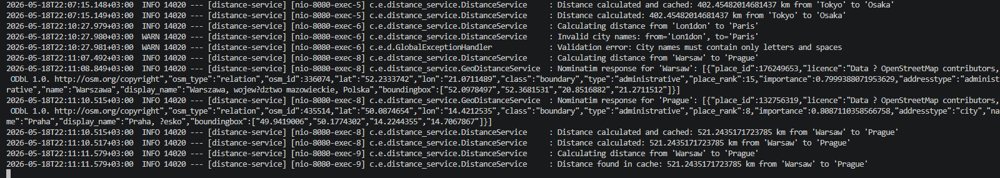 2026-05-18T22:07:15.148+03:00  INFO 14020 --- [distance-service] [nio-8080-exec-5] c.e.distance_service.DistanceService     : Distance calculated and cached: 402.45482014681437 km from 'Tokyo' to 'Osaka'
2026-05-18T22:07:15.149+03:00  INFO 14020 --- [distance-service] [nio-8080-exec-5] c.e.distance_service.DistanceService     : Distance calculated: 402.45482014681437 km from 'Tokyo' to 'Osaka'
2026-05-18T22:10:27.979+03:00  INFO 14020 --- [distance-service] [nio-8080-exec-6] c.e.distance_service.DistanceService     : Calculating distance from 'Lon1don' to 'Paris'
2026-05-18T22:10:27.980+03:00  WARN 14020 --- [distance-service] [nio-8080-exec-6] c.e.distance_service.DistanceService     : Invalid city names: from='Lon1don', to='Paris'
2026-05-18T22:10:27.981+03:00  WARN 14020 --- [distance-service] [nio-8080-exec-6] c.e.d.GlobalExceptionHandler             : Validation error: City names must contain only letters and spaces
2026-05-18T22:11:07.492+03:00  INFO 14020 --- [distance-service] [nio-8080-exec-8] c.e.distance_service.DistanceService     : Calculating distance from 'Warsaw' to 'Prague'
2026-05-18T22:11:08.849+03:00  INFO 14020 --- [distance-service] [nio-8080-exec-8] c.e.distance_service.GeoDistanceService  : Nominatim response for 'Warsaw': [{"place_id":176249653,"licence":"Data ? OpenStreetMap contributors,
 ODbL 1.0. http://osm.org/copyright","osm_type":"relation","osm_id":336074,"lat":"52.2333742","lon":"21.0711489","class":"boundary","type":"administrative","place_rank":15,"importance":0.7999388071953629,"addresstype":"administ
rative","name":"Warszawa","display_name":"Warszawa, wojew?dztwo mazowieckie, Polska","boundingbox":["52.0978497","52.3681531","20.8516882","21.2711512"]}]
2026-05-18T22:11:10.515+03:00  INFO 14020 --- [distance-service] [nio-8080-exec-8] c.e.distance_service.GeoDistanceService  : Nominatim response for 'Prague': [{"place_id":132756319,"licence":"Data ? OpenStreetMap contributors,
 ODbL 1.0. http://osm.org/copyright","osm_type":"relation","osm_id":435514,"lat":"50.0874654","lon":"14.4212535","class":"boundary","type":"administrative","place_rank":8,"importance":0.8087110358566758,"addresstype":"city","na
me":"Praha","display_name":"Praha, ?esko","boundingbox":["49.9419006","50.1774302","14.2244355","14.7067867"]}]
2026-05-18T22:11:10.515+03:00  INFO 14020 --- [distance-service] [nio-8080-exec-8] c.e.distance_service.DistanceService     : Distance calculated and cached: 521.2435171723785 km from 'Warsaw' to 'Prague'
2026-05-18T22:11:10.517+03:00  INFO 14020 --- [distance-service] [nio-8080-exec-8] c.e.distance_service.DistanceService     : Distance calculated: 521.2435171723785 km from 'Warsaw' to 'Prague'
2026-05-18T22:11:11.579+03:00  INFO 14020 --- [distance-service] [nio-8080-exec-9] c.e.distance_service.DistanceService     : Calculating distance from 'Warsaw' to 'Prague'
2026-05-18T22:11:11.579+03:00  INFO 14020 --- [distance-service] [nio-8080-exec-9] c.e.distance_service.DistanceService     : Distance found in cache: 521.2435171723785 km from 'Warsaw' to 'Prague'